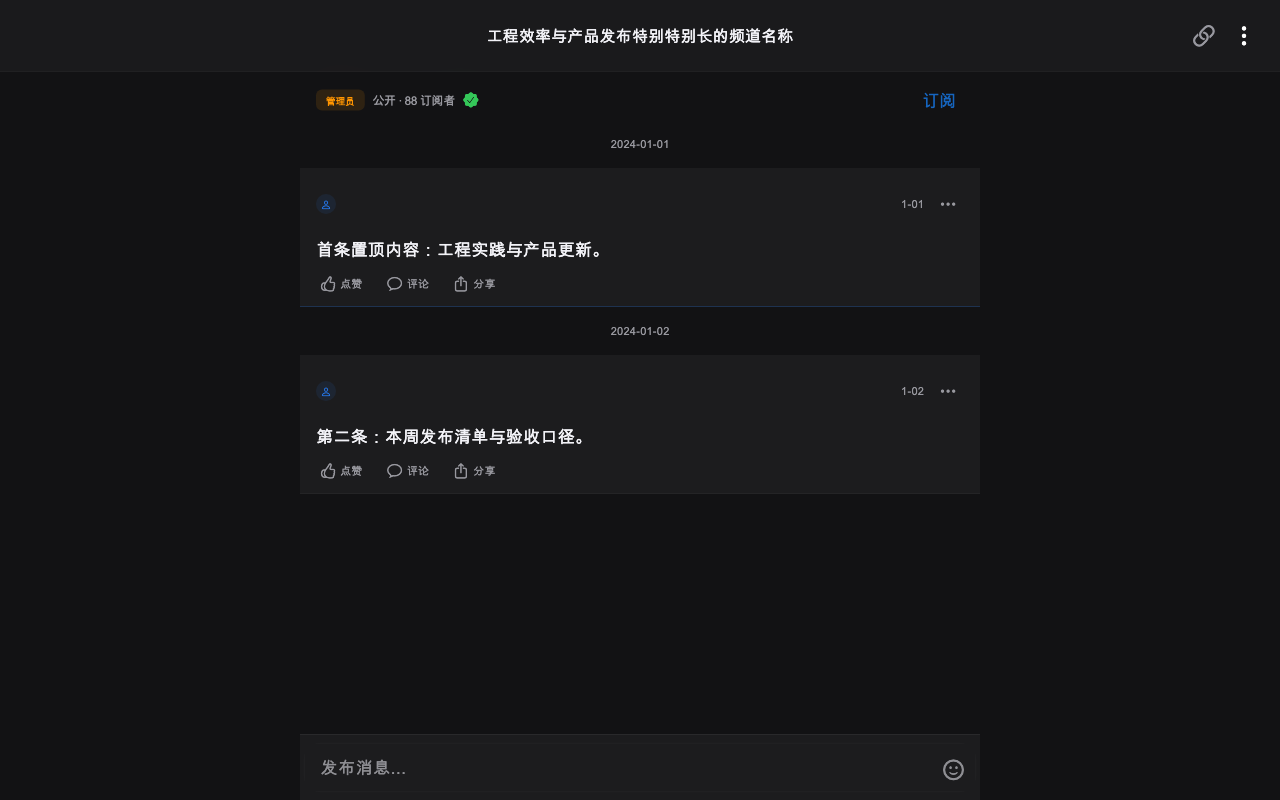 工程效率与产品发布特别特别长的频道名称
管理员 公开 · 88 订阅者 订阅
2024-01-01
1-01
首条置顶内容：工程实践与产品更新。
点赞 评论 分享
2024-01-02
1-02
第二条：本周发布清单与验收口径。
点赞 评论 分享
发布消息...